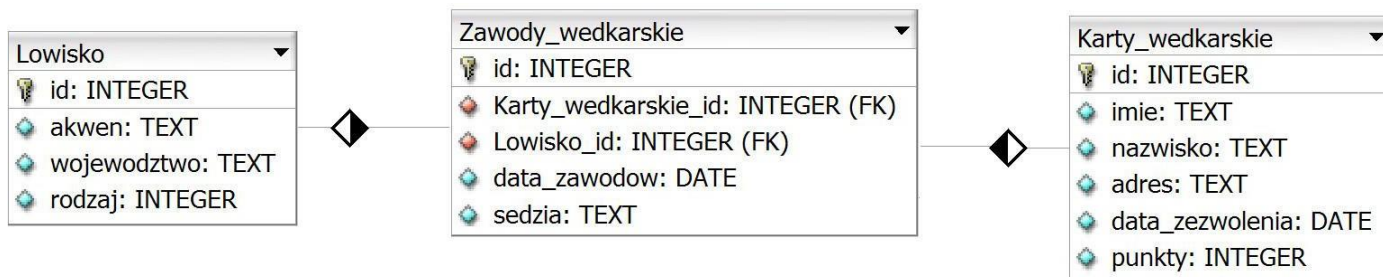 Lowisko
id: INTEGER
akwen: TEXT
wojewodztwo: TEXT
rodzaj: INTEGER
Zawody_wedkarskie
id: INTEGER
Karty_wedkarskie_id: INTEGER (FK)
Lowisko_id: INTEGER (FK)
data_zawodow: DATE
sedzia: TEXT
Karty_wedkarskie
id: INTEGER
imie: TEXT
nazwisko: TEXT
adres: TEXT
data_zezwolenia: DATE
punkty: INTEGER